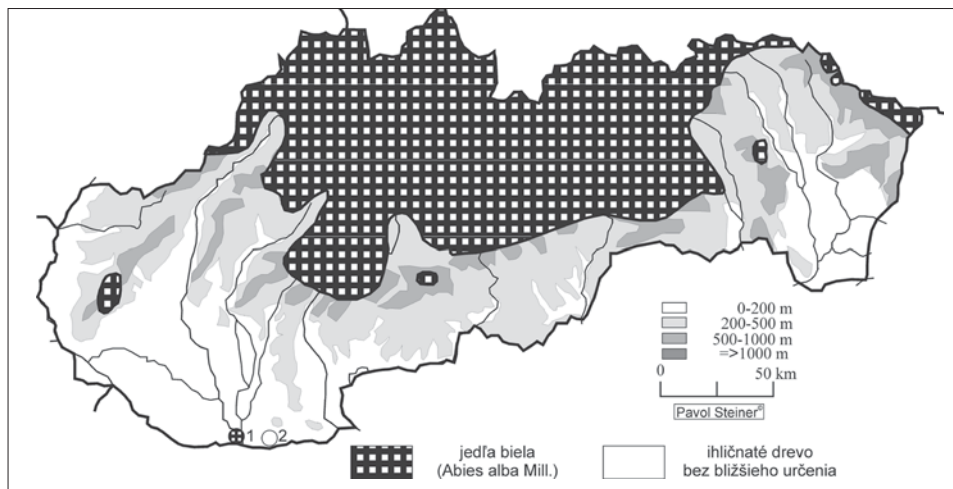 0-200 m
200-500 m
500-1000 m
=>1000 m
0 50 km
Pavol Steiner©
1 2
jedľa biela
(Abies alba Mill.)
ihličnaté drevo
bez bližšieho určenia